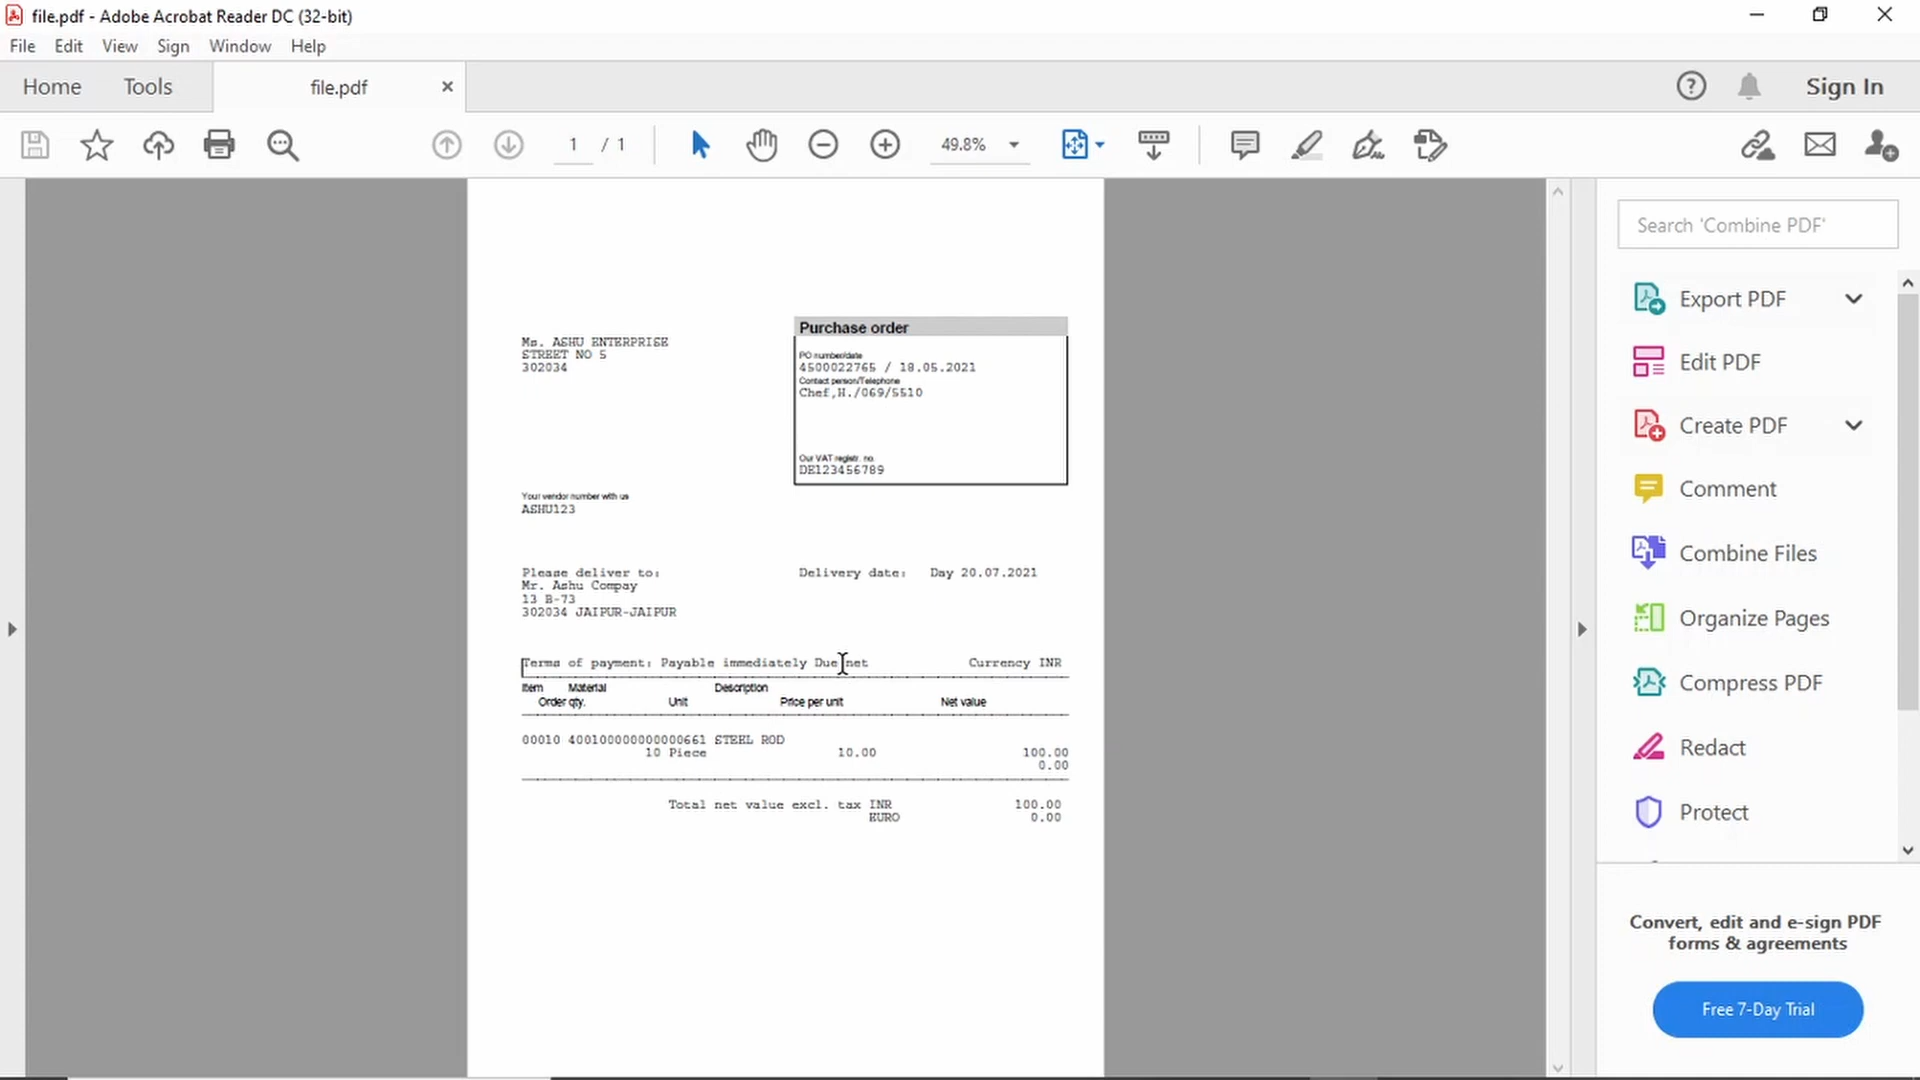 file.pdf - Adobe Acrobat Reader DC (32-bit)
File Edit View Sign Window Help
Home Tools file.pdf Sign In
1 / 1 49.8%
Search 'Combine PDF'
Export PDF
Edit PDF
Create PDF
Comment
Combine Files
Organize Pages
Compress PDF
Redact
Protect
Convert, edit and e-sign PDF
forms & agreements
Free 7-Day Trial
Ms. ASHU ENTERPRISE
STREET NO 5
302034
Purchase order
PO number/date
4500022765 / 18.05.2021
Contact person/Telephone
Chef,H./069/5510
Our VAT registr. no.
DE123456789
Your vendor number with us
ASHU123
Please deliver to:
Mr. Ashu Compay
13 B-73
302034 JAIPUR-JAIPUR
Delivery date: Day 20.07.2021
Terms of payment: Payable immediately Due net Currency INR
Item Material Description
Order qty. Unit Price per unit Net value
00010 400100000000000661 STEEL ROD
10 Piece 10.00 100.00
0.00
Total net value excl. tax INR 100.00
EURO 0.00